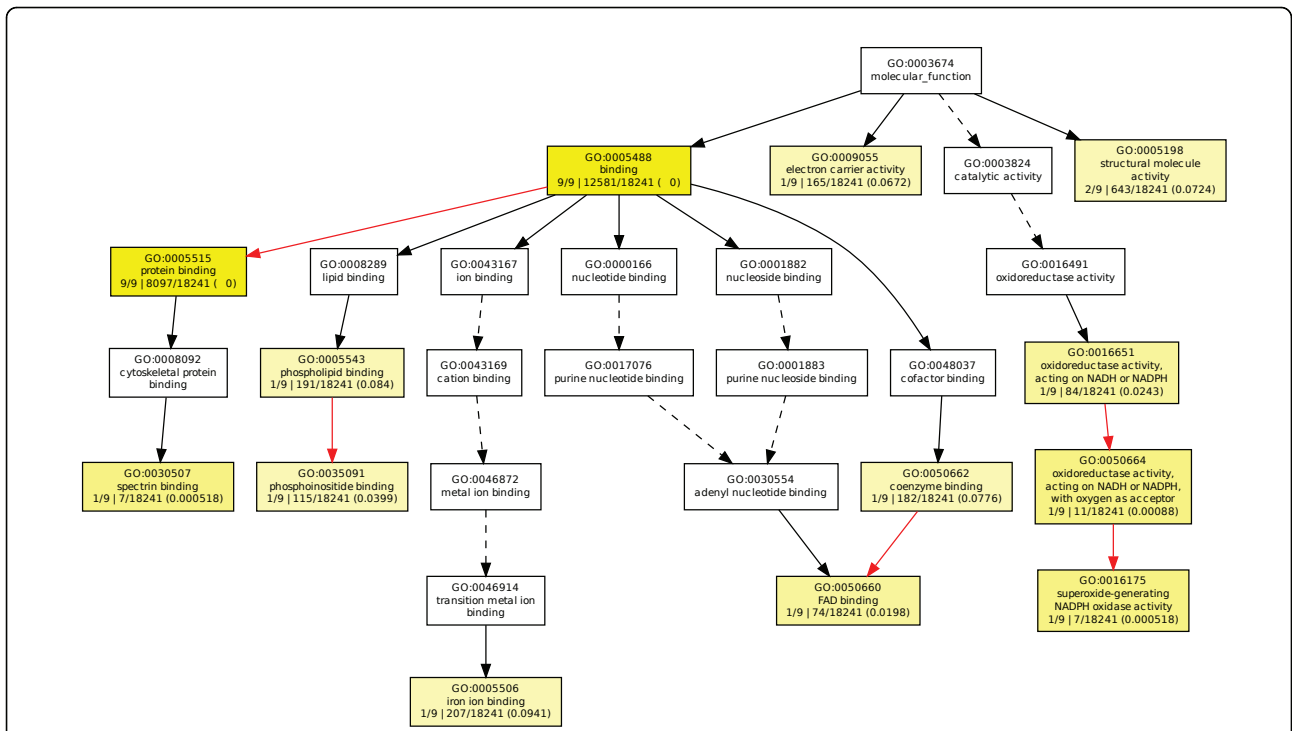 GO:0003674
molecular_function
GO:0005488
binding
9/9 | 12581/18241 (   0)
GO:0009055
electron carrier activity
1/9 | 165/18241 (0.0672)
GO:0003824
catalytic activity
GO:0005198
structural molecule
activity
2/9 | 643/18241 (0.0724)
GO:0005515
protein binding
9/9 | 8097/18241 (   0)
GO:0008289
lipid binding
GO:0043167
ion binding
GO:0000166
nucleotide binding
GO:0001882
nucleoside binding
GO:0016491
oxidoreductase activity
GO:0008092
cytoskeletal protein
binding
GO:0005543
phospholipid binding
1/9 | 191/18241 (0.084)
GO:0043169
cation binding
GO:0017076
purine nucleotide binding
GO:0001883
purine nucleoside binding
GO:0048037
cofactor binding
GO:0016651
oxidoreductase activity,
acting on NADH or NADPH
1/9 | 84/18241 (0.0243)
GO:0030507
spectrin binding
1/9 | 7/18241 (0.000518)
GO:0035091
phosphoinositide binding
1/9 | 115/18241 (0.0399)
GO:0046872
metal ion binding
GO:0030554
adenyl nucleotide binding
GO:0050662
coenzyme binding
1/9 | 182/18241 (0.0776)
GO:0050664
oxidoreductase activity,
acting on NADH or NADPH,
with oxygen as acceptor
1/9 | 11/18241 (0.00088)
GO:0046914
transition metal ion
binding
GO:0050660
FAD binding
1/9 | 74/18241 (0.0198)
GO:0016175
superoxide-generating
NADPH oxidase activity
1/9 | 7/18241 (0.000518)
GO:0005506
iron ion binding
1/9 | 207/18241 (0.0941)